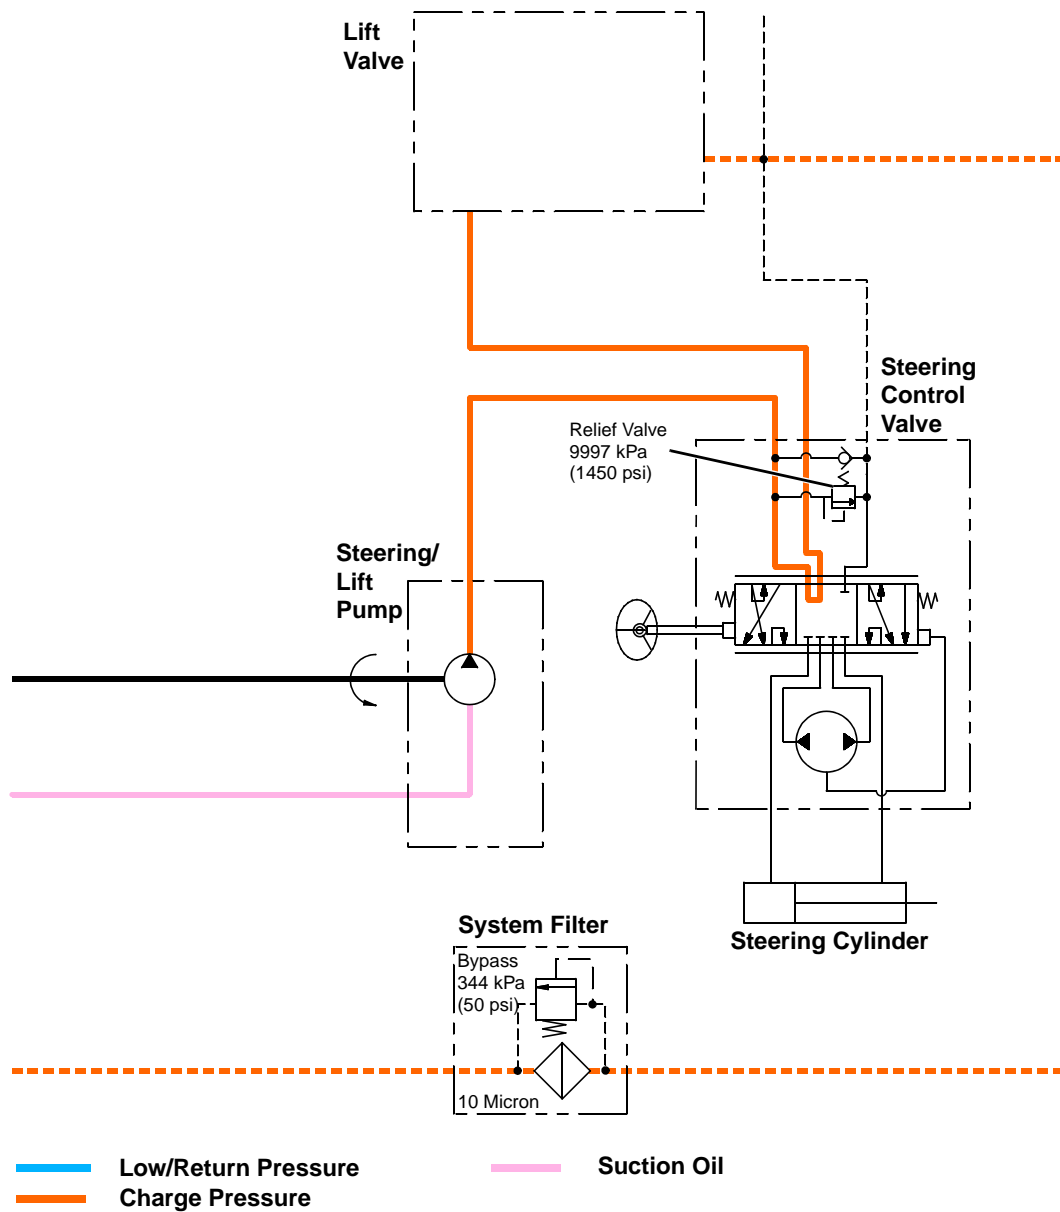 Lift
Valve
Steering
Control
Valve
Relief Valve
9997 kPa
(1450 psi)
Steering/
Lift
Pump
System Filter
Bypass
344 kPa
(50 psi)
10 Micron
Steering Cylinder
Low/Return Pressure
Suction Oil
Charge Pressure